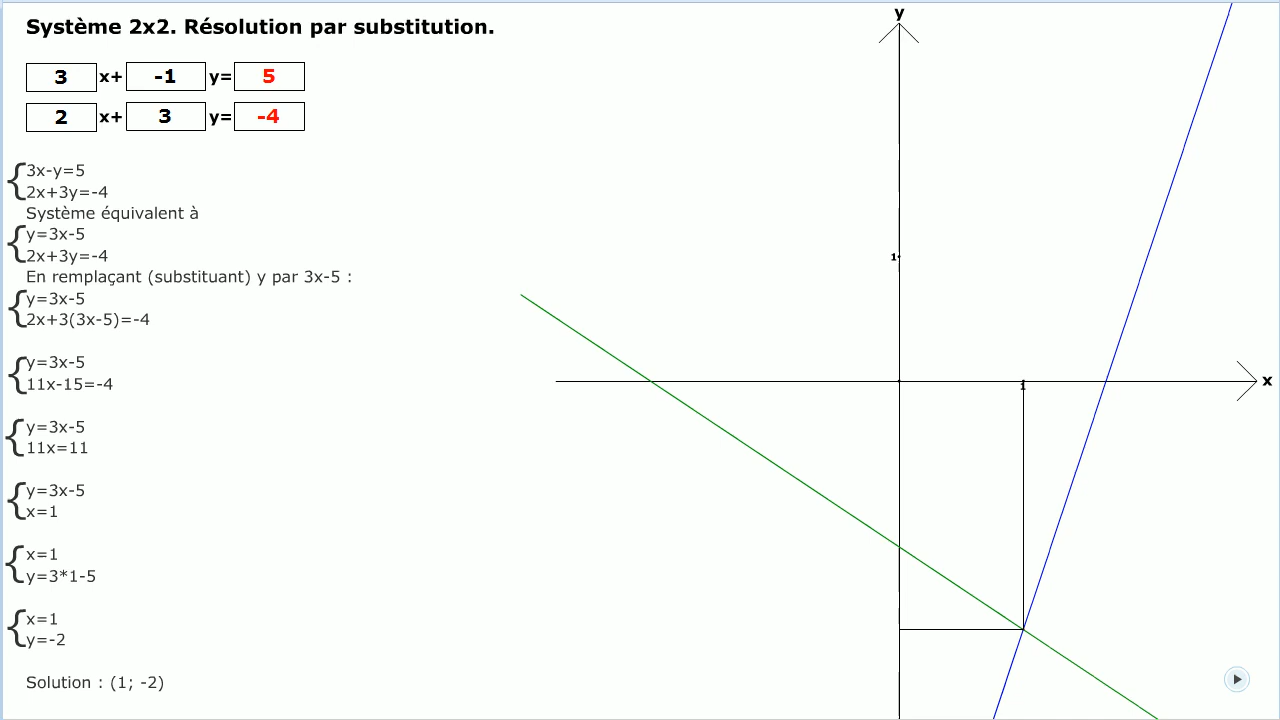 Système 2x2. Résolution par substitution.
3 x+ -1 y= 5
2 x+ 3 y= -4
3x-y=5
2x+3y=-4
Système équivalent à
y=3x-5
2x+3y=-4
En remplaçant (substituant) y par 3x-5 :
y=3x-5
2x+3(3x-5)=-4
y=3x-5
11x-15=-4
y=3x-5
11x=11
y=3x-5
x=1
x=1
y=3*1-5
x=1
y=-2
Solution : (1; -2)
y
1
1
x